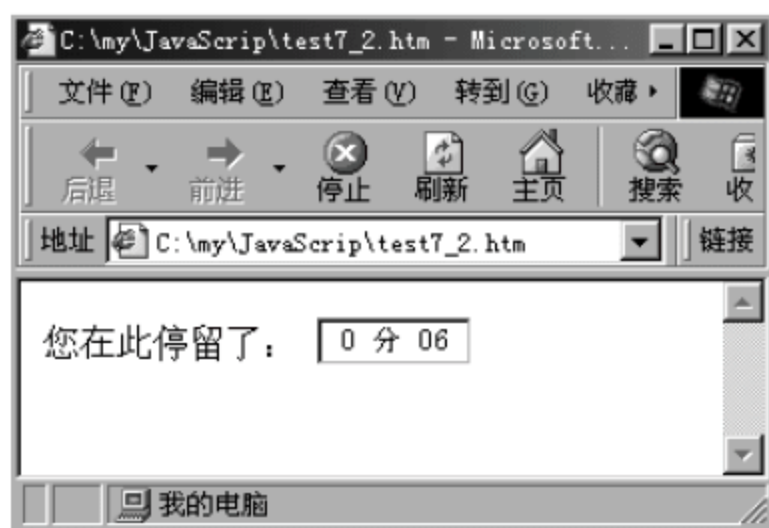 C:\my\JavaScrip\test7_2.htm - Microsoft...
文件(F) 编辑(E) 查看(V) 转到(G) 收藏
后退 前进 停止 刷新 主页 搜索 收
地址 C:\my\JavaScrip\test7_2.htm 链接
您在此停留了： 0 分 06
我的电脑